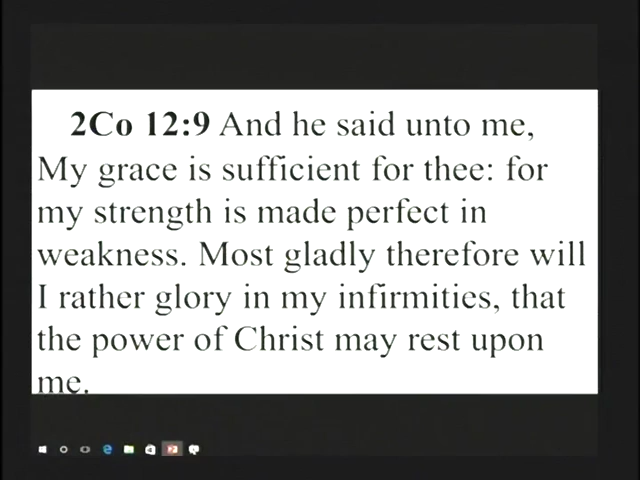 2Co 12:9 And he said unto me,
My grace is sufficient for thee: for
my strength is made perfect in
weakness. Most gladly therefore will
I rather glory in my infirmities, that
the power of Christ may rest upon
me.